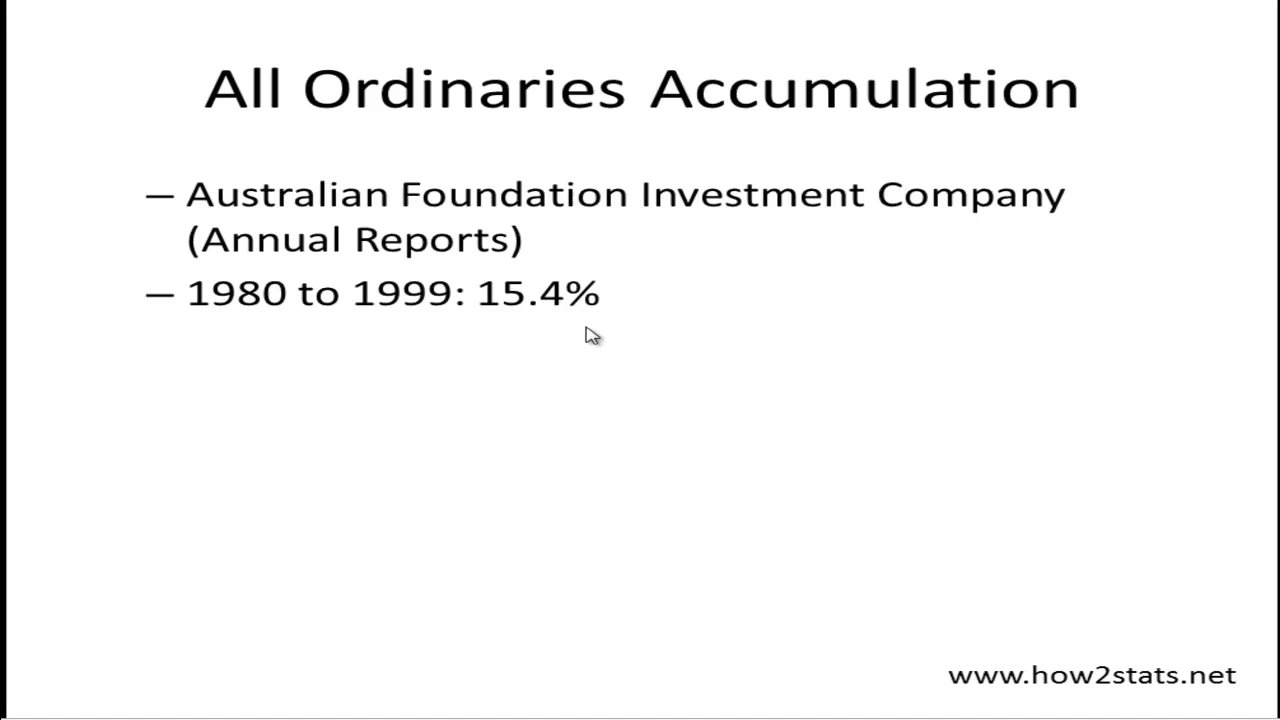 All Ordinaries Accumulation
– Australian Foundation Investment Company
(Annual Reports)
– 1980 to 1999: 15.4%
www.how2stats.net